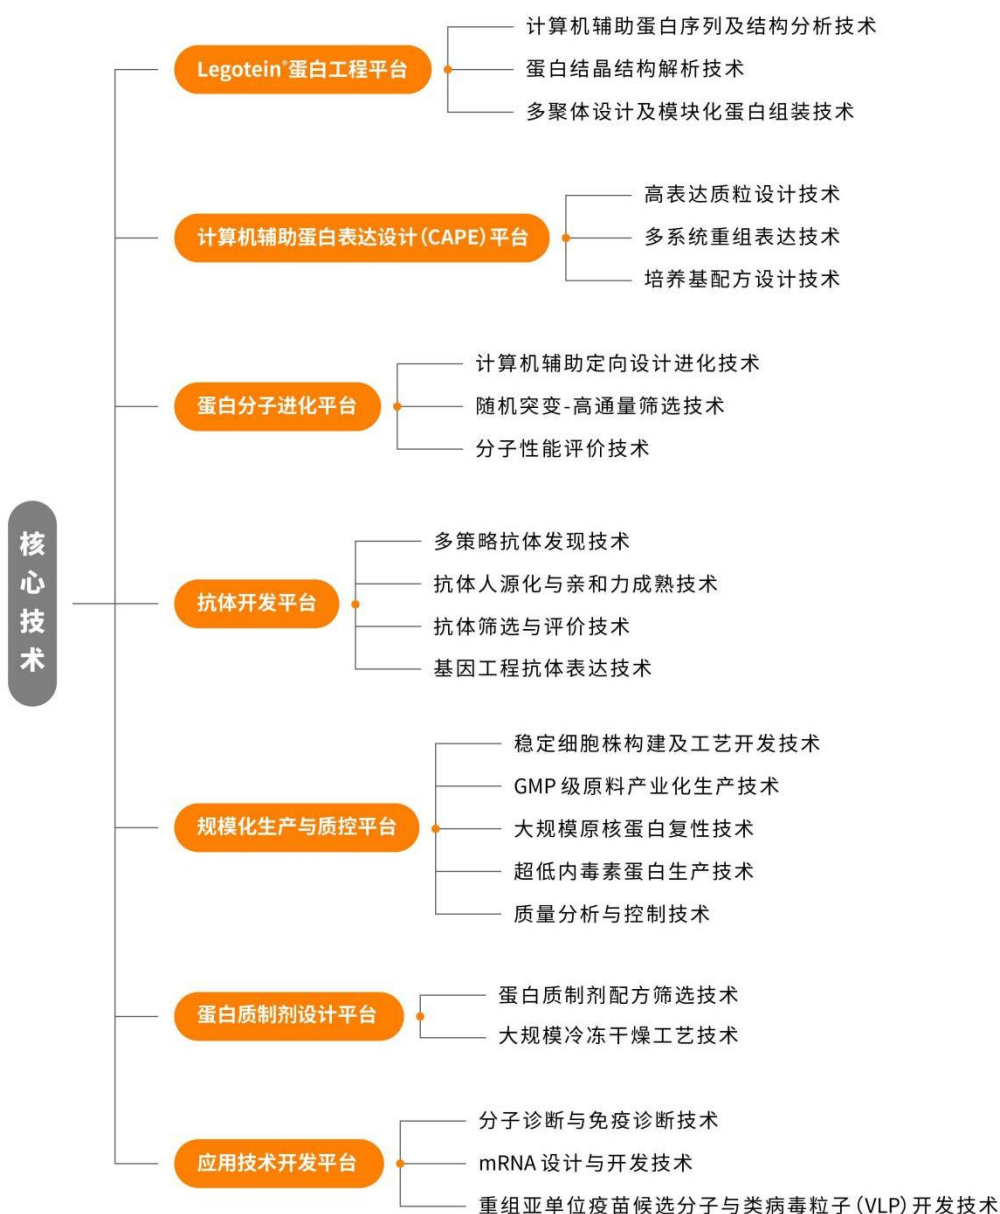 核心技术
Legotein®蛋白工程平台
计算机辅助蛋白序列及结构分析技术
蛋白结晶结构解析技术
多聚体设计及模块化蛋白组装技术
计算机辅助蛋白表达设计(CAPE)平台
高表达质粒设计技术
多系统重组表达技术
培养基配方设计技术
蛋白分子进化平台
计算机辅助定向设计进化技术
随机突变-高通量筛选技术
分子性能评价技术
抗体开发平台
多策略抗体发现技术
抗体人源化与亲和力成熟技术
抗体筛选与评价技术
基因工程抗体表达技术
规模化生产与质控平台
稳定细胞株构建及工艺开发技术
GMP 级原料产业化生产技术
大规模原核蛋白复性技术
超低内毒素蛋白生产技术
质量分析与控制技术
蛋白质制剂设计平台
蛋白质制剂配方筛选技术
大规模冷冻干燥工艺技术
应用技术开发平台
分子诊断与免疫诊断技术
mRNA 设计与开发技术
重组亚单位疫苗候选分子与类病毒粒子(VLP)开发技术